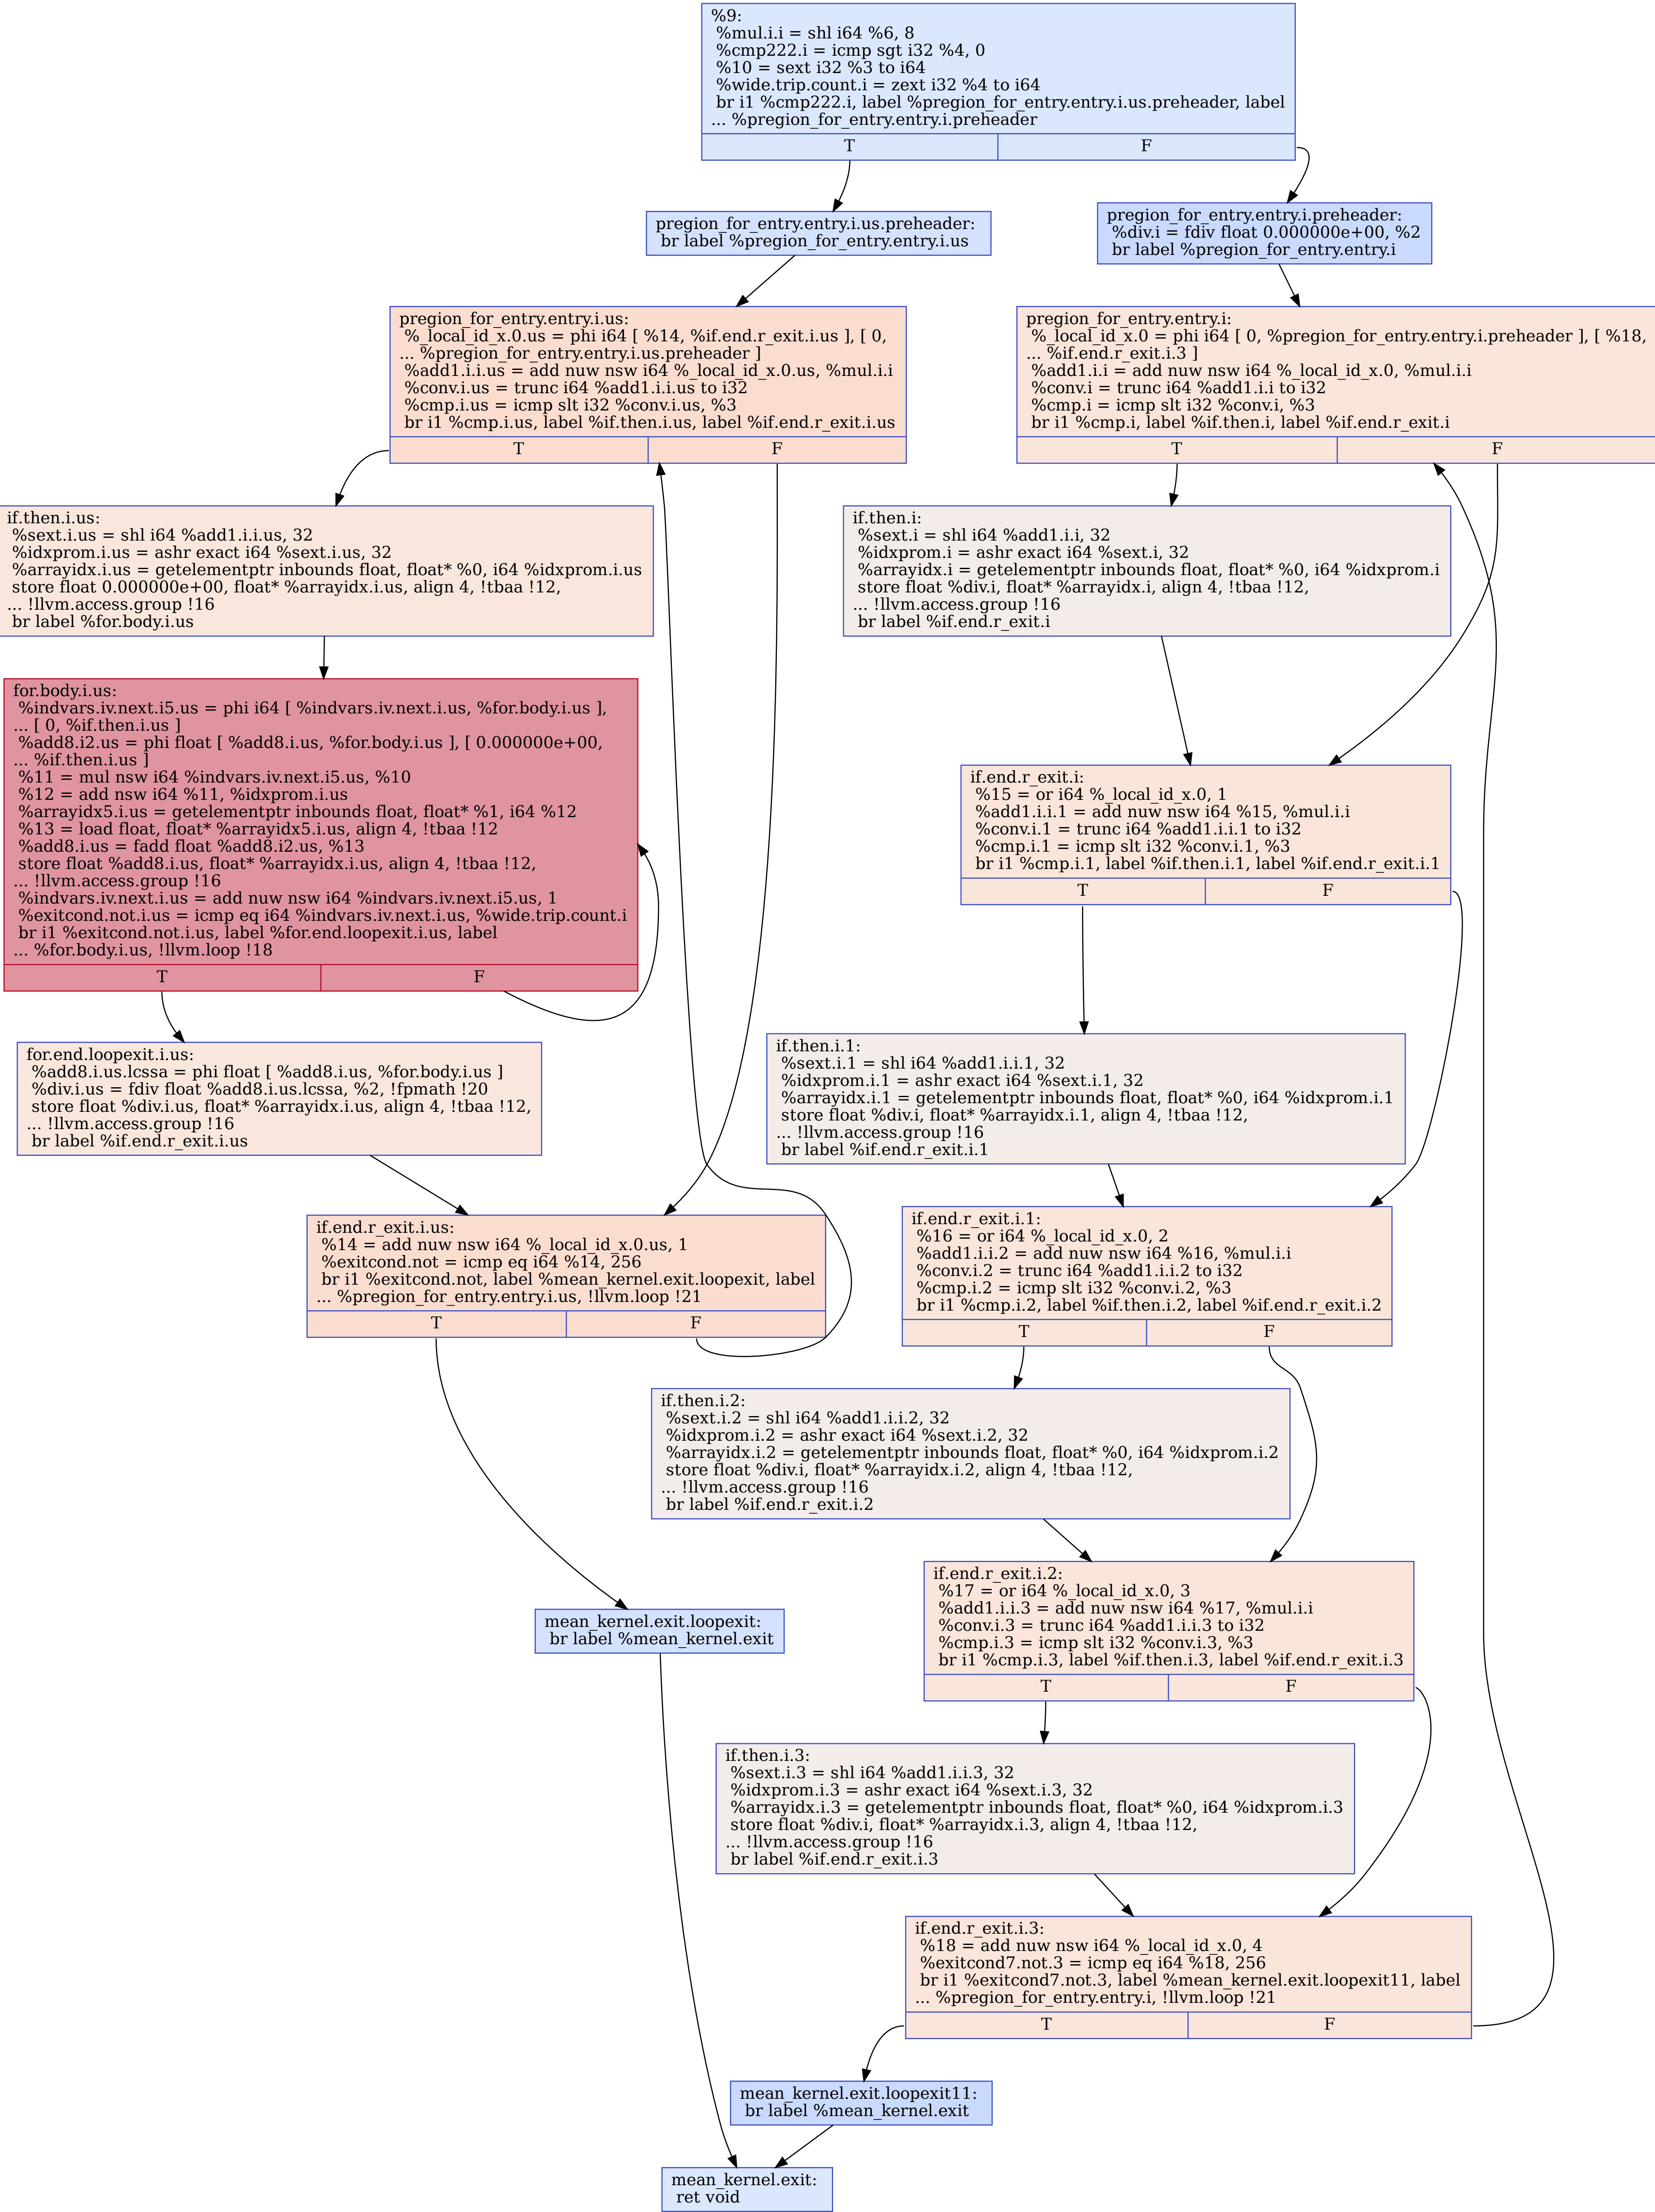 %9:
%mul.i.i = shl i64 %6, 8
%cmp222.i = icmp sgt i32 %4, 0
%10 = sext i32 %3 to i64
%wide.trip.count.i = zext i32 %4 to i64
br i1 %cmp222.i, label %pregion_for_entry.entry.i.us.preheader, label
... %pregion_for_entry.entry.i.preheader
T F
pregion_for_entry.entry.i.us.preheader:
br label %pregion_for_entry.entry.i.us
pregion_for_entry.entry.i.preheader:
%div.i = fdiv float 0.000000e+00, %2
br label %pregion_for_entry.entry.i
pregion_for_entry.entry.i.us:
%_local_id_x.0.us = phi i64 [ %14, %if.end.r_exit.i.us ], [ 0,
... %pregion_for_entry.entry.i.us.preheader ]
%add1.i.i.us = add nuw nsw i64 %_local_id_x.0.us, %mul.i.i
%conv.i.us = trunc i64 %add1.i.i.us to i32
%cmp.i.us = icmp slt i32 %conv.i.us, %3
br i1 %cmp.i.us, label %if.then.i.us, label %if.end.r_exit.i.us
T F
pregion_for_entry.entry.i:
%_local_id_x.0 = phi i64 [ 0, %pregion_for_entry.entry.i.preheader ], [ %18,
... %if.end.r_exit.i.3 ]
%add1.i.i = add nuw nsw i64 %_local_id_x.0, %mul.i.i
%conv.i = trunc i64 %add1.i.i to i32
%cmp.i = icmp slt i32 %conv.i, %3
br i1 %cmp.i, label %if.then.i, label %if.end.r_exit.i
T F
if.then.i.us:
%sext.i.us = shl i64 %add1.i.i.us, 32
%idxprom.i.us = ashr exact i64 %sext.i.us, 32
%arrayidx.i.us = getelementptr inbounds float, float* %0, i64 %idxprom.i.us
store float 0.000000e+00, float* %arrayidx.i.us, align 4, !tbaa !12,
... !llvm.access.group !16
br label %for.body.i.us
if.then.i:
%sext.i = shl i64 %add1.i.i, 32
%idxprom.i = ashr exact i64 %sext.i, 32
%arrayidx.i = getelementptr inbounds float, float* %0, i64 %idxprom.i
store float %div.i, float* %arrayidx.i, align 4, !tbaa !12,
... !llvm.access.group !16
br label %if.end.r_exit.i
for.body.i.us:
%indvars.iv.next.i5.us = phi i64 [ %indvars.iv.next.i.us, %for.body.i.us ],
... [ 0, %if.then.i.us ]
%add8.i2.us = phi float [ %add8.i.us, %for.body.i.us ], [ 0.000000e+00,
... %if.then.i.us ]
%11 = mul nsw i64 %indvars.iv.next.i5.us, %10
%12 = add nsw i64 %11, %idxprom.i.us
%arrayidx5.i.us = getelementptr inbounds float, float* %1, i64 %12
%13 = load float, float* %arrayidx5.i.us, align 4, !tbaa !12
%add8.i.us = fadd float %add8.i2.us, %13
store float %add8.i.us, float* %arrayidx.i.us, align 4, !tbaa !12,
... !llvm.access.group !16
%indvars.iv.next.i.us = add nuw nsw i64 %indvars.iv.next.i5.us, 1
%exitcond.not.i.us = icmp eq i64 %indvars.iv.next.i.us, %wide.trip.count.i
br i1 %exitcond.not.i.us, label %for.end.loopexit.i.us, label
... %for.body.i.us, !llvm.loop !18
T F
if.end.r_exit.i:
%15 = or i64 %_local_id_x.0, 1
%add1.i.i.1 = add nuw nsw i64 %15, %mul.i.i
%conv.i.1 = trunc i64 %add1.i.i.1 to i32
%cmp.i.1 = icmp slt i32 %conv.i.1, %3
br i1 %cmp.i.1, label %if.then.i.1, label %if.end.r_exit.i.1
T F
for.end.loopexit.i.us:
%add8.i.us.lcssa = phi float [ %add8.i.us, %for.body.i.us ]
%div.i.us = fdiv float %add8.i.us.lcssa, %2, !fpmath !20
store float %div.i.us, float* %arrayidx.i.us, align 4, !tbaa !12,
... !llvm.access.group !16
br label %if.end.r_exit.i.us
if.then.i.1:
%sext.i.1 = shl i64 %add1.i.i.1, 32
%idxprom.i.1 = ashr exact i64 %sext.i.1, 32
%arrayidx.i.1 = getelementptr inbounds float, float* %0, i64 %idxprom.i.1
store float %div.i, float* %arrayidx.i.1, align 4, !tbaa !12,
... !llvm.access.group !16
br label %if.end.r_exit.i.1
if.end.r_exit.i.us:
%14 = add nuw nsw i64 %_local_id_x.0.us, 1
%exitcond.not = icmp eq i64 %14, 256
br i1 %exitcond.not, label %mean_kernel.exit.loopexit, label
... %pregion_for_entry.entry.i.us, !llvm.loop !21
T F
if.end.r_exit.i.1:
%16 = or i64 %_local_id_x.0, 2
%add1.i.i.2 = add nuw nsw i64 %16, %mul.i.i
%conv.i.2 = trunc i64 %add1.i.i.2 to i32
%cmp.i.2 = icmp slt i32 %conv.i.2, %3
br i1 %cmp.i.2, label %if.then.i.2, label %if.end.r_exit.i.2
T F
if.then.i.2:
%sext.i.2 = shl i64 %add1.i.i.2, 32
%idxprom.i.2 = ashr exact i64 %sext.i.2, 32
%arrayidx.i.2 = getelementptr inbounds float, float* %0, i64 %idxprom.i.2
store float %div.i, float* %arrayidx.i.2, align 4, !tbaa !12,
... !llvm.access.group !16
br label %if.end.r_exit.i.2
if.end.r_exit.i.2:
%17 = or i64 %_local_id_x.0, 3
%add1.i.i.3 = add nuw nsw i64 %17, %mul.i.i
%conv.i.3 = trunc i64 %add1.i.i.3 to i32
%cmp.i.3 = icmp slt i32 %conv.i.3, %3
br i1 %cmp.i.3, label %if.then.i.3, label %if.end.r_exit.i.3
T F
mean_kernel.exit.loopexit:
br label %mean_kernel.exit
if.then.i.3:
%sext.i.3 = shl i64 %add1.i.i.3, 32
%idxprom.i.3 = ashr exact i64 %sext.i.3, 32
%arrayidx.i.3 = getelementptr inbounds float, float* %0, i64 %idxprom.i.3
store float %div.i, float* %arrayidx.i.3, align 4, !tbaa !12,
... !llvm.access.group !16
br label %if.end.r_exit.i.3
if.end.r_exit.i.3:
%18 = add nuw nsw i64 %_local_id_x.0, 4
%exitcond7.not.3 = icmp eq i64 %18, 256
br i1 %exitcond7.not.3, label %mean_kernel.exit.loopexit11, label
... %pregion_for_entry.entry.i, !llvm.loop !21
T F
mean_kernel.exit.loopexit11:
br label %mean_kernel.exit
mean_kernel.exit:
ret void